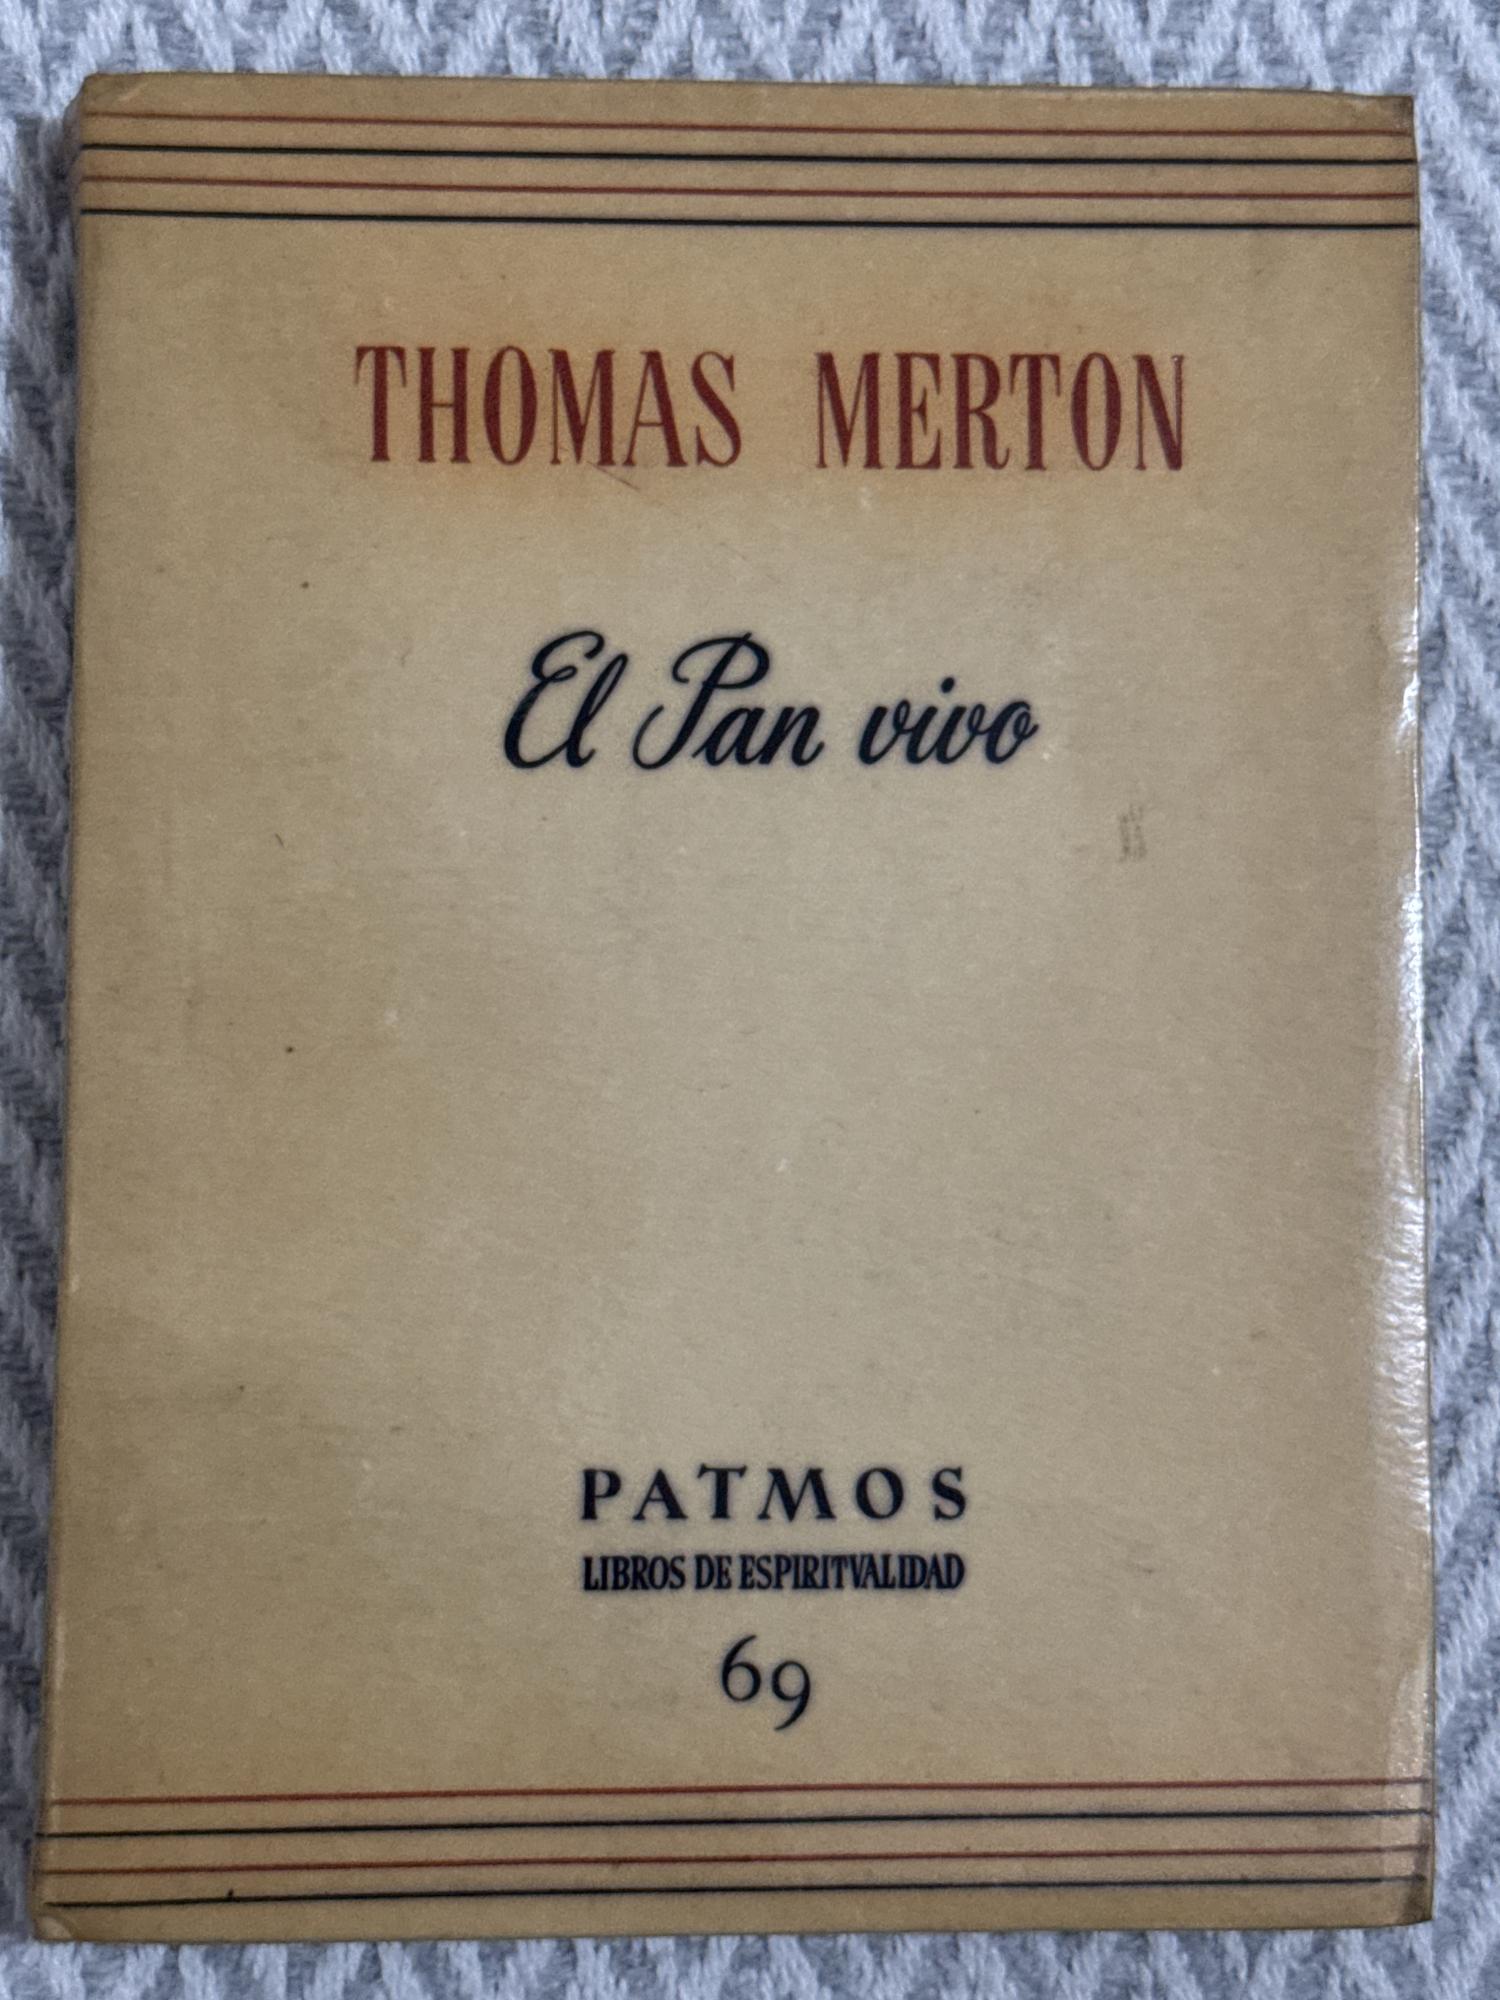 THOMAS MERTON
El Pan vivo
PATMOS
LIBROS DE ESPIRITVALIDAD
69